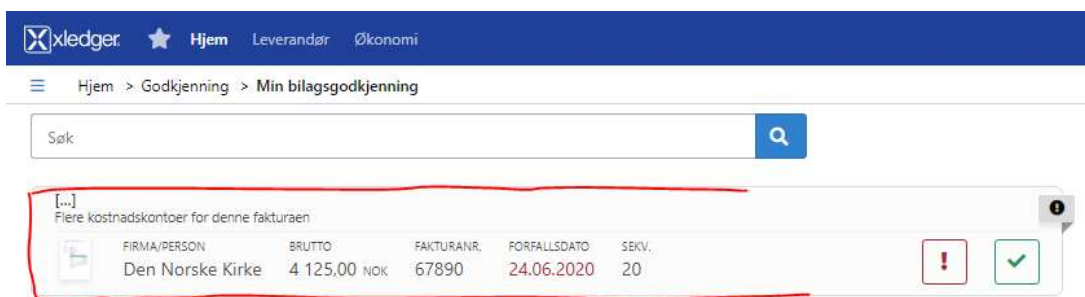 xledger Hjem Leverandør Økonomi
Hjem > Godkjenning > Min bilagsgodkjenning
Søk
[...]
Flere kostnadskontoer for denne fakturaen
FIRMA/PERSON BRUTTO FAKTURANR. FORFALLSDATO SEKV.
Den Norske Kirke 4 125,00 NOK 67890 24.06.2020 20